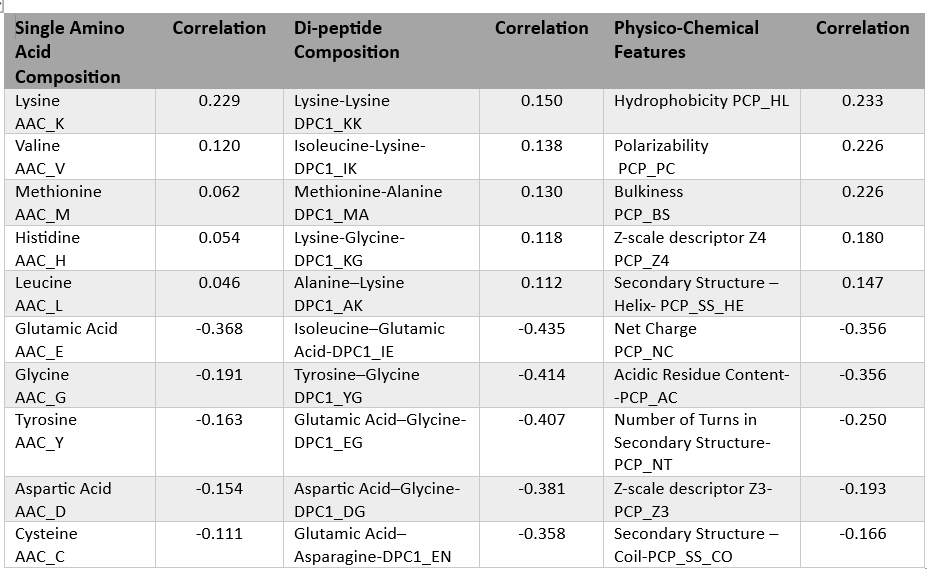 Single Amino Acid Composition Correlation Di-peptide Composition Correlation Physico-Chemical Features Correlation
Lysine AAC_K 0.229 Lysine-Lysine DPC1_KK 0.150 Hydrophobicity PCP_HL 0.233
Valine AAC_V 0.120 Isoleucine-Lysine- DPC1_IK 0.138 Polarizability PCP_PC 0.226
Methionine AAC_M 0.062 Methionine-Alanine DPC1_MA 0.130 Bulkiness PCP_BS 0.226
Histidine AAC_H 0.054 Lysine-Glycine- DPC1_KG 0.118 Z-scale descriptor Z4 PCP_Z4 0.180
Leucine AAC_L 0.046 Alanine–Lysine DPC1_AK 0.112 Secondary Structure – Helix- PCP_SS_HE 0.147
Glutamic Acid AAC_E -0.368 Isoleucine–Glutamic Acid-DPC1_IE -0.435 Net Charge PCP_NC -0.356
Glycine AAC_G -0.191 Tyrosine–Glycine DPC1_YG -0.414 Acidic Residue Content- -PCP_AC -0.356
Tyrosine AAC_Y -0.163 Glutamic Acid–Glycine- DPC1_EG -0.407 Number of Turns in Secondary Structure- PCP_NT -0.250
Aspartic Acid AAC_D -0.154 Aspartic Acid–Glycine- DPC1_DG -0.381 Z-scale descriptor Z3- PCP_Z3 -0.193
Cysteine AAC_C -0.111 Glutamic Acid– Asparagine-DPC1_EN -0.358 Secondary Structure – Coil-PCP_SS_CO -0.166